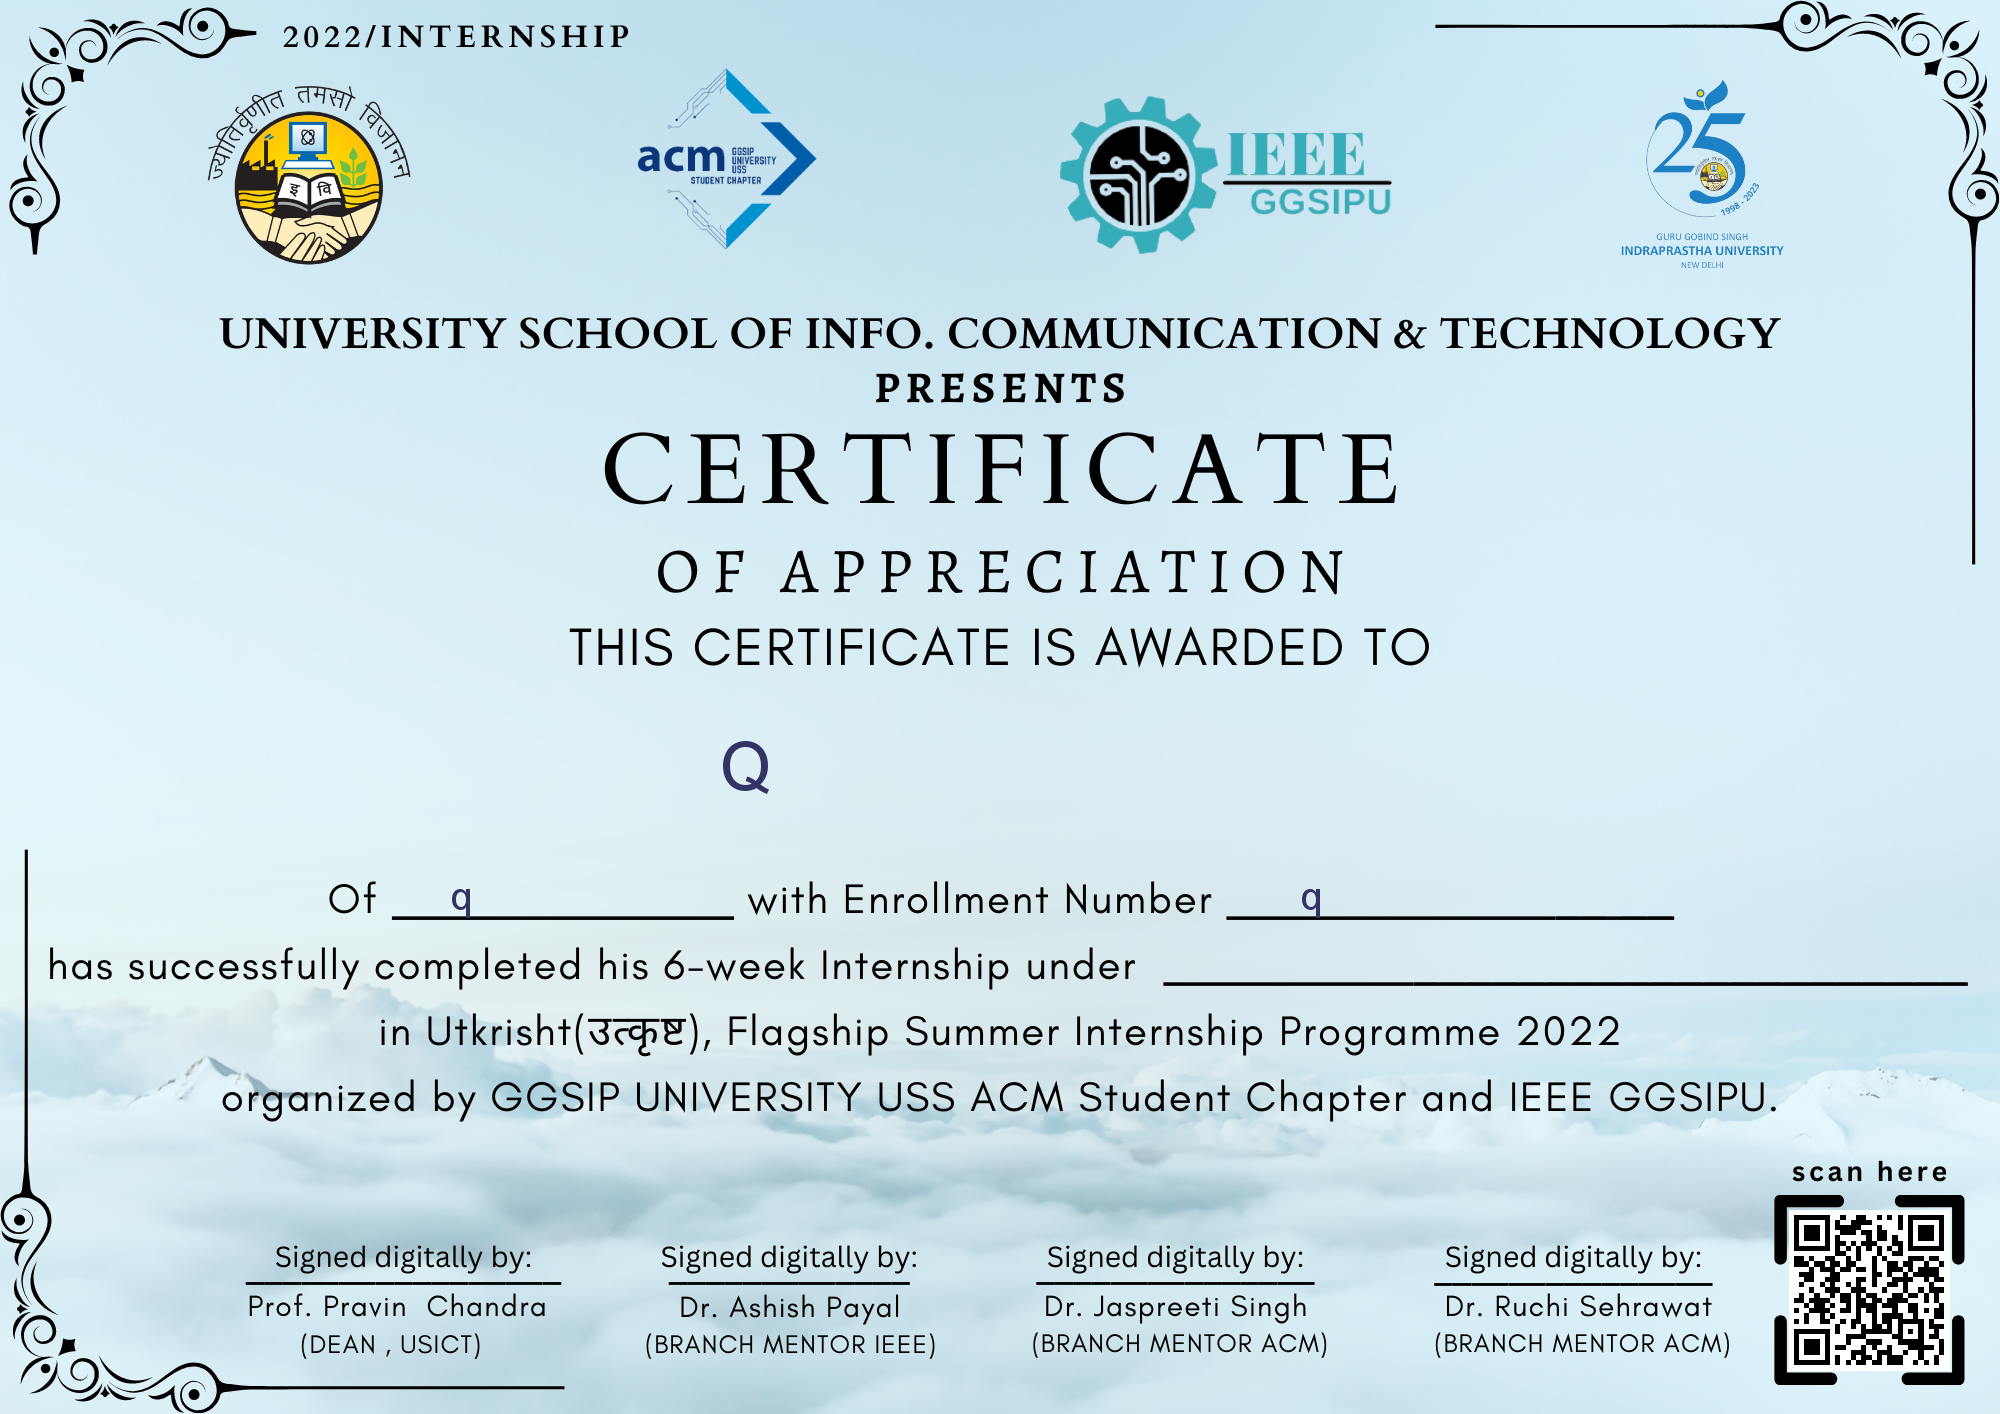 2022/INTERNSHIP
ज्योतिर्वृणीत तमसो विजानन
इ वि
acm GGSIP UNIVERSITY USS STUDENT CHAPTER
IEEE
GGSIPU
25
1998 - 2023
GURU GOBIND SINGH
INDRAPRASTHA UNIVERSITY
NEW DELHI
UNIVERSITY SCHOOL OF INFO. COMMUNICATION & TECHNOLOGY
PRESENTS
CERTIFICATE
OF APPRECIATION
THIS CERTIFICATE IS AWARDED TO
Q
Of q with Enrollment Number q
has successfully completed his 6-week Internship under
in Utkrisht(उत्कृष्ट), Flagship Summer Internship Programme 2022
organized by GGSIP UNIVERSITY USS ACM Student Chapter and IEEE GGSIPU.
scan here
Signed digitally by: Signed digitally by: Signed digitally by: Signed digitally by:
Prof. Pravin Chandra Dr. Ashish Payal Dr. Jaspreeti Singh Dr. Ruchi Sehrawat
(DEAN , USICT) (BRANCH MENTOR IEEE) (BRANCH MENTOR ACM) (BRANCH MENTOR ACM)